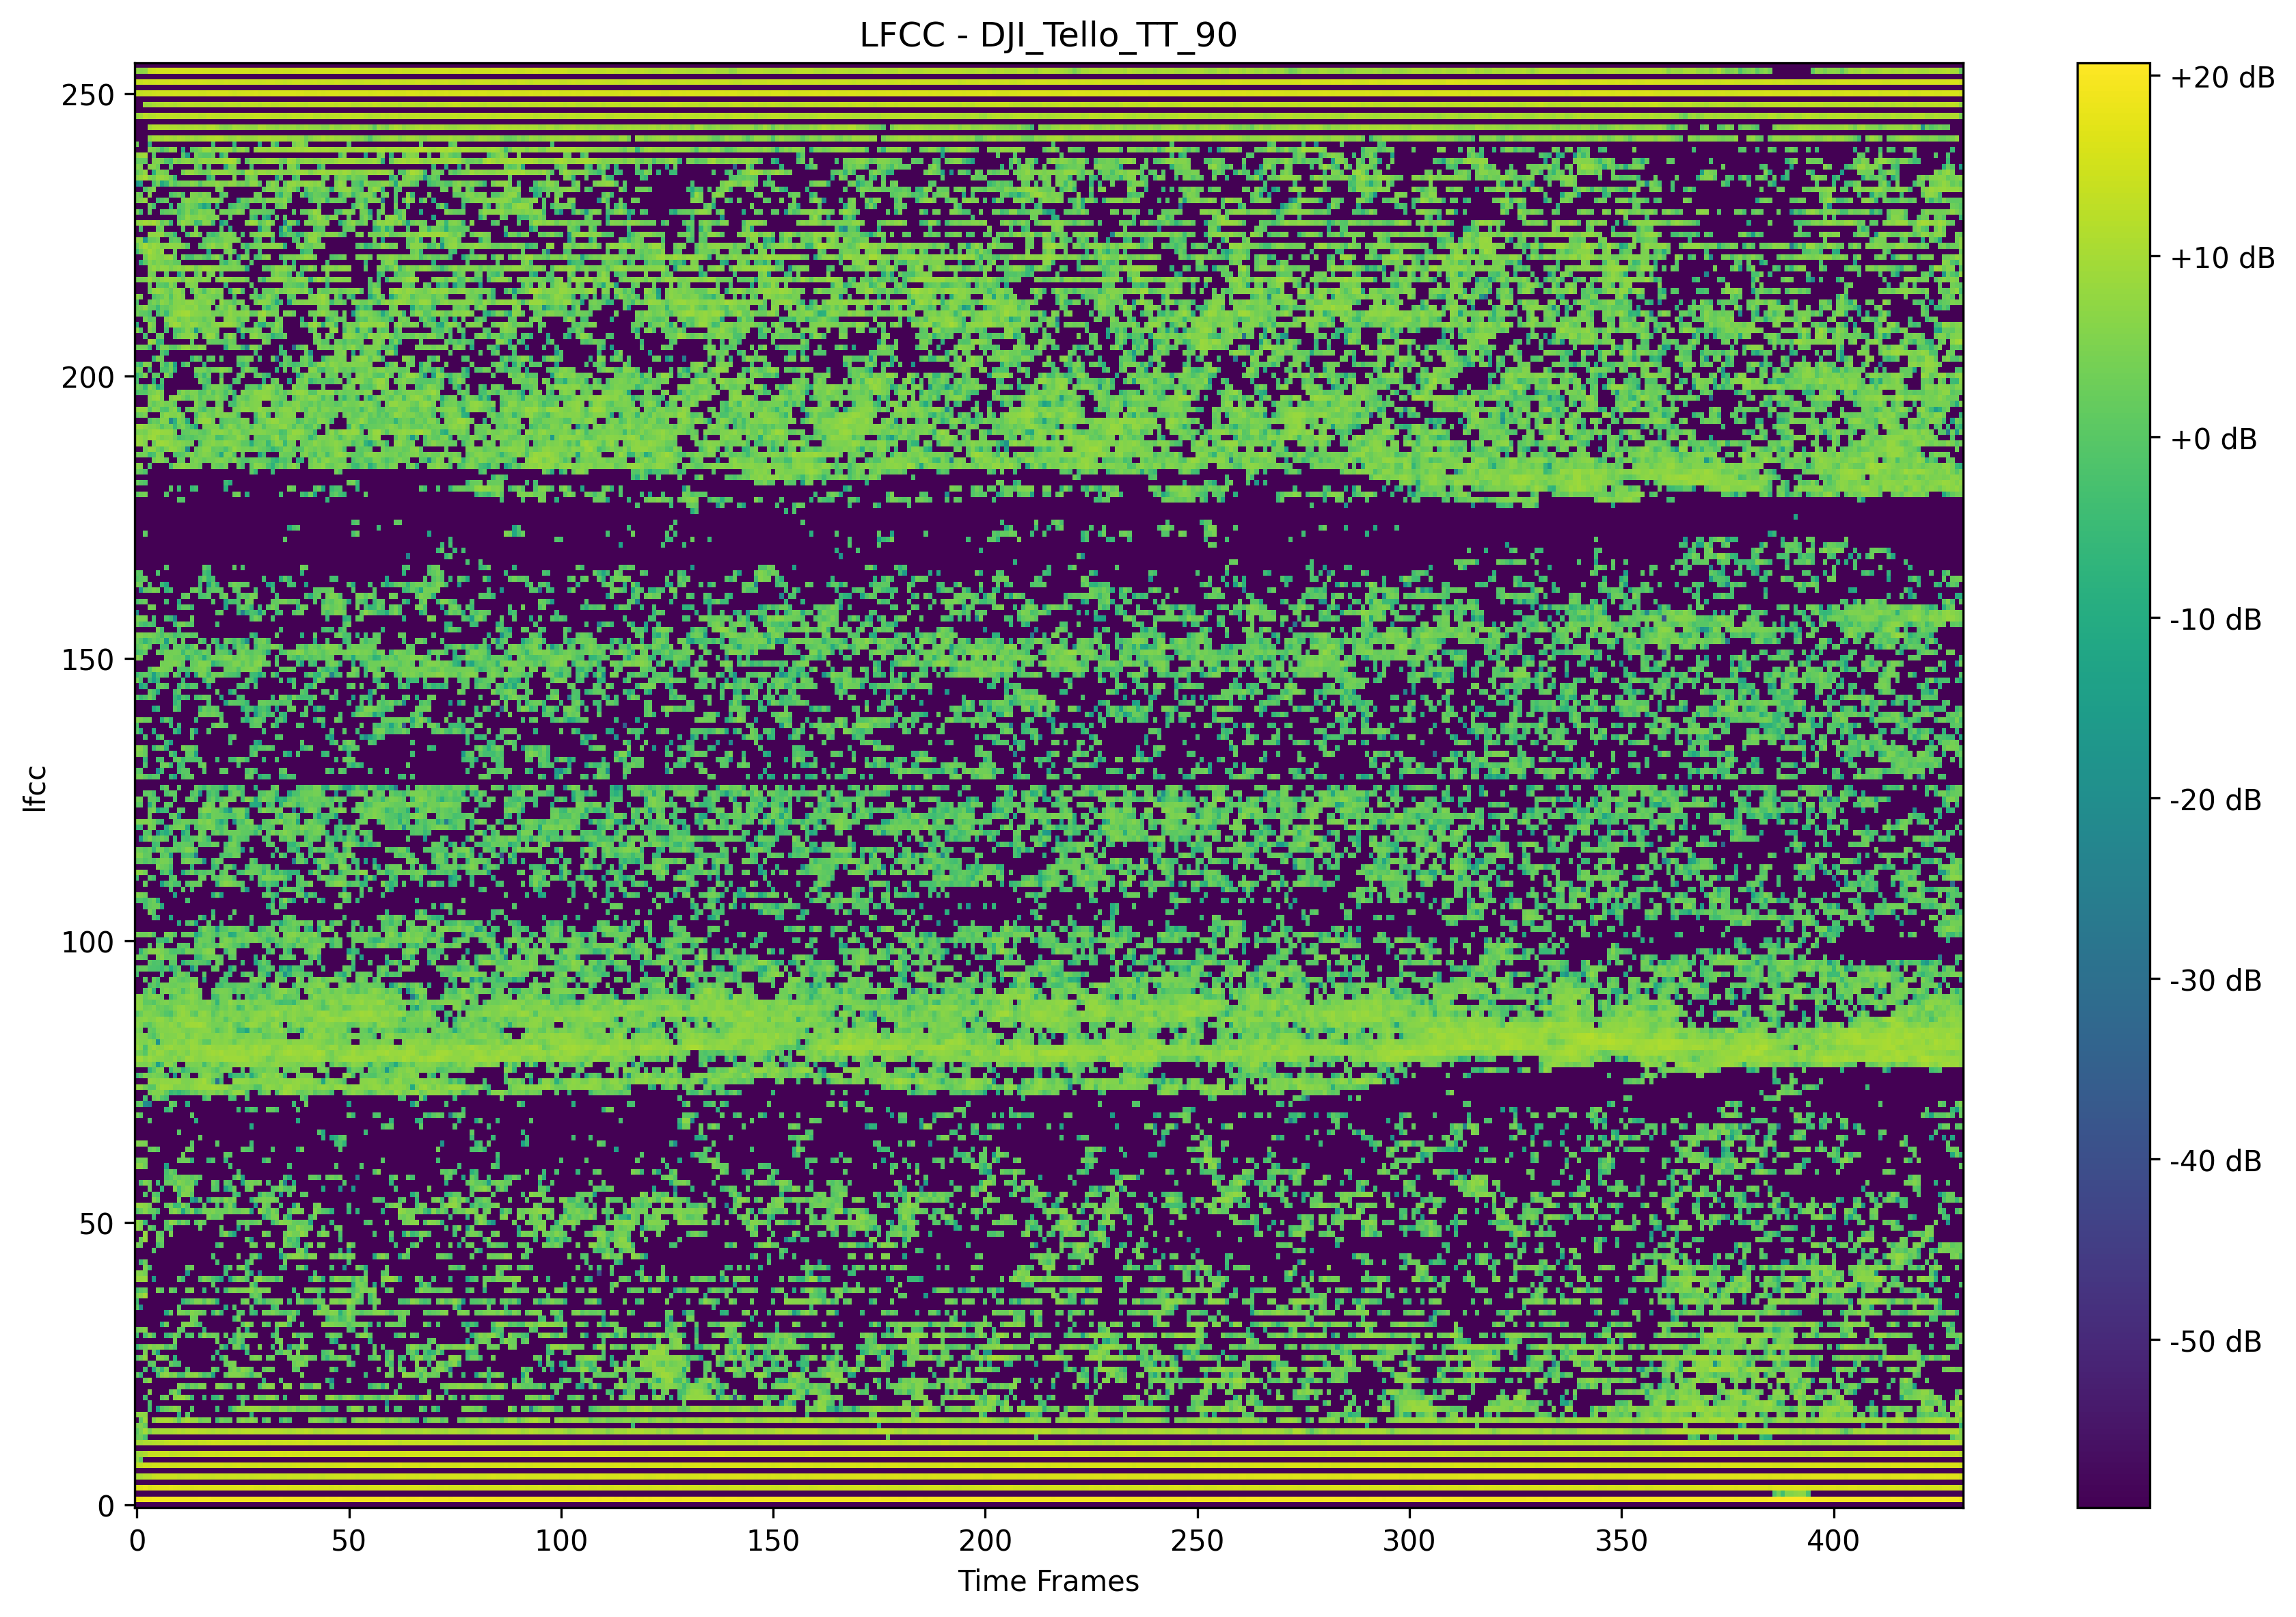 LFCC - DJI_Tello_TT_90
250
200
150
100
50
0
lfcc
0 50 100 150 200 250 300 350 400
Time Frames
+20 dB
+10 dB
+0 dB
-10 dB
-20 dB
-30 dB
-40 dB
-50 dB